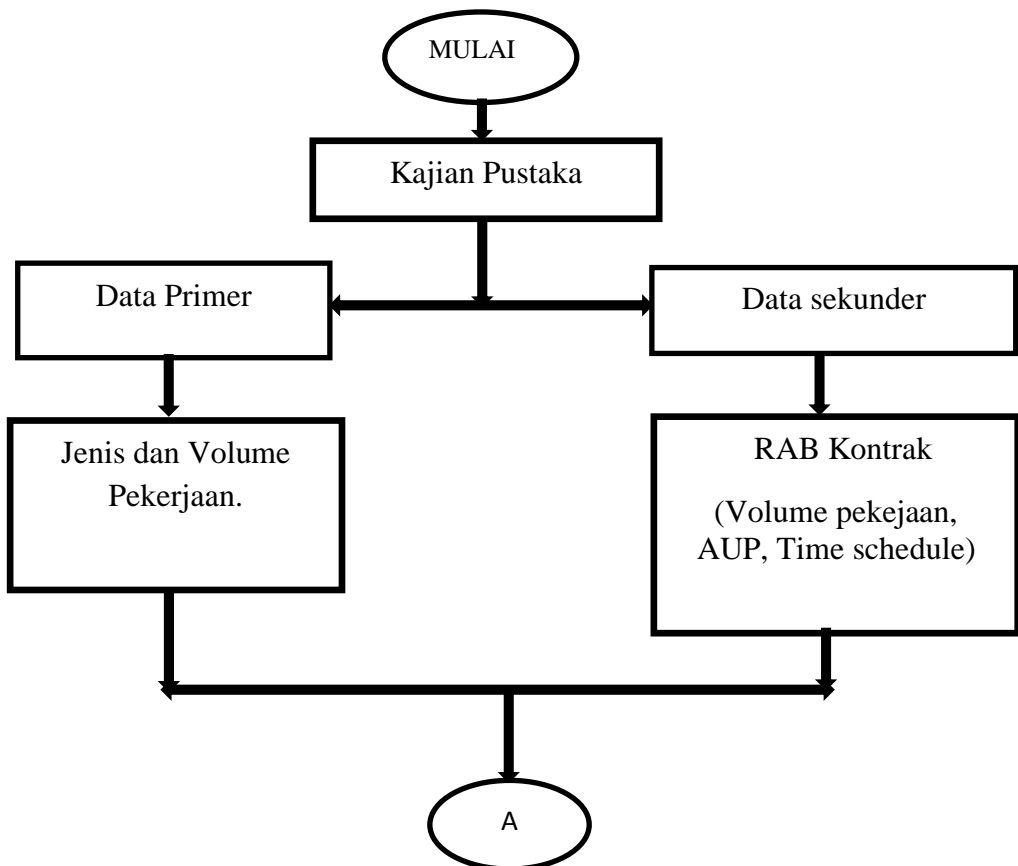 MULAI
Kajian Pustaka
Data Primer
Data sekunder
Jenis dan Volume
Pekerjaan.
RAB Kontrak
(Volume pekejaan,
AUP, Time schedule)
A